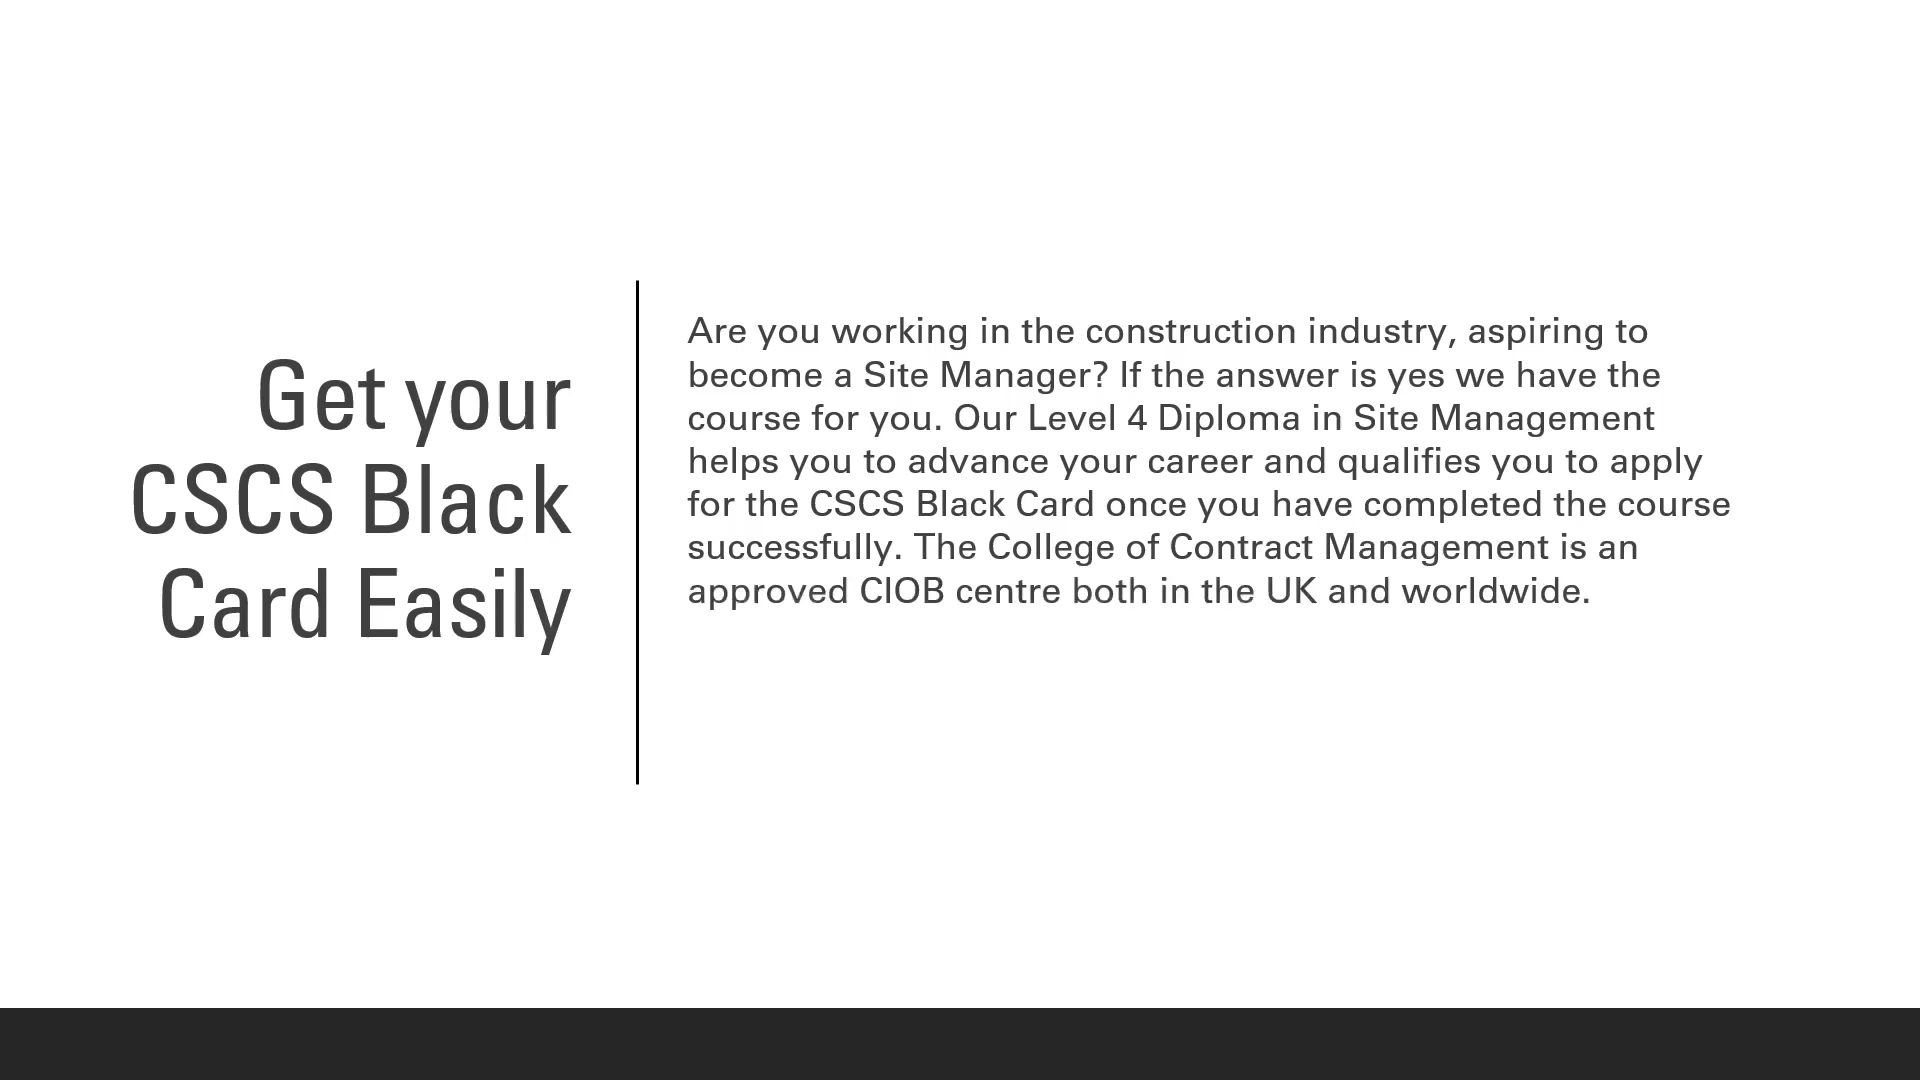 Get your
CSCS Black
Card Easily
Are you working in the construction industry, aspiring to
become a Site Manager? If the answer is yes we have the
course for you. Our Level 4 Diploma in Site Management
helps you to advance your career and qualifies you to apply
for the CSCS Black Card once you have completed the course
successfully. The College of Contract Management is an
approved CIOB centre both in the UK and worldwide.